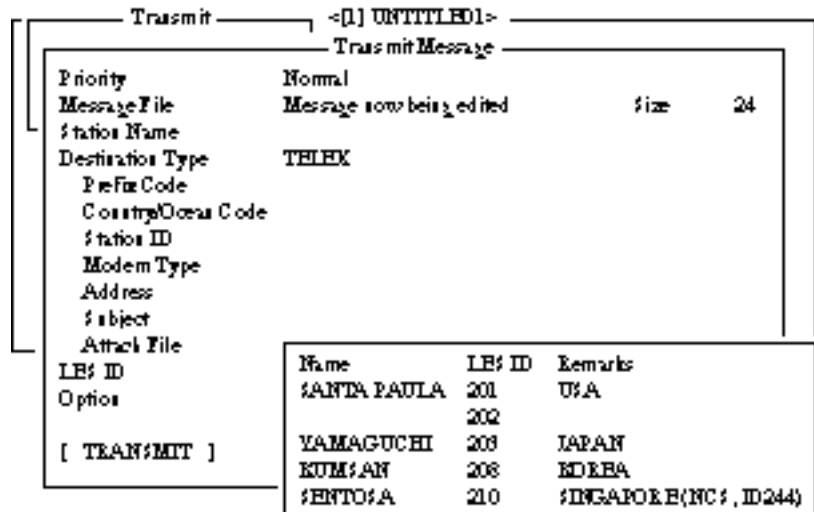 Transmit <[1] UNTITLED1>
Transmit Message
Priority Normal
Message File Message now being edited Size 24
Station Name
Destination Type TELEX
Prefix Code
Country/Ocean Code
Station ID
Modem Type
Address
Subject
Attach File
LES ID
Option
[ TRANSMIT ]
Name LES ID Remarks
SANTA PAULA 201 USA
202
YAMAGUCHI 203 JAPAN
KUMSAN 208 KOREA
SENTOSA 210 SINGAPORE(NCS, ID244)